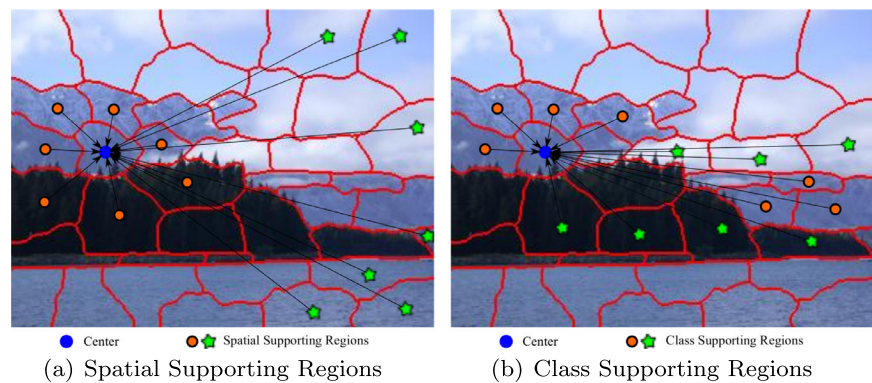 Center
Spatial Supporting Regions
Center
Class Supporting Regions
(a) Spatial Supporting Regions
(b) Class Supporting Regions